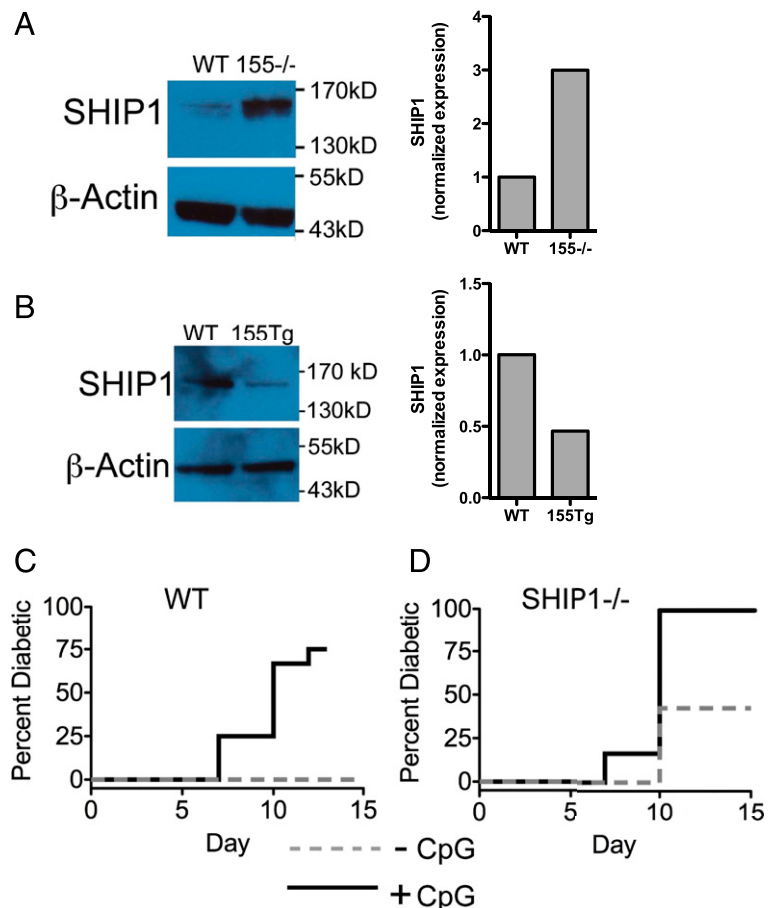 A
WT 155-/-
SHIP1
170kD
130kD
β-Actin
55kD
43kD
SHIP1
(normalized expression)
4
3
2
1
0
WT 155-/-
B
WT 155Tg
SHIP1
170 kD
130kD
β-Actin
55kD
43kD
SHIP1
(normalized expression)
1.5
1.0
0.5
0.0
WT 155Tg
C
WT
Percent Diabetic
100
75
50
25
0
0 5 10 15
Day
D
SHIP1-/-
Percent Diabetic
100
75
50
25
0
0 5 10 15
Day
- CpG
+ CpG